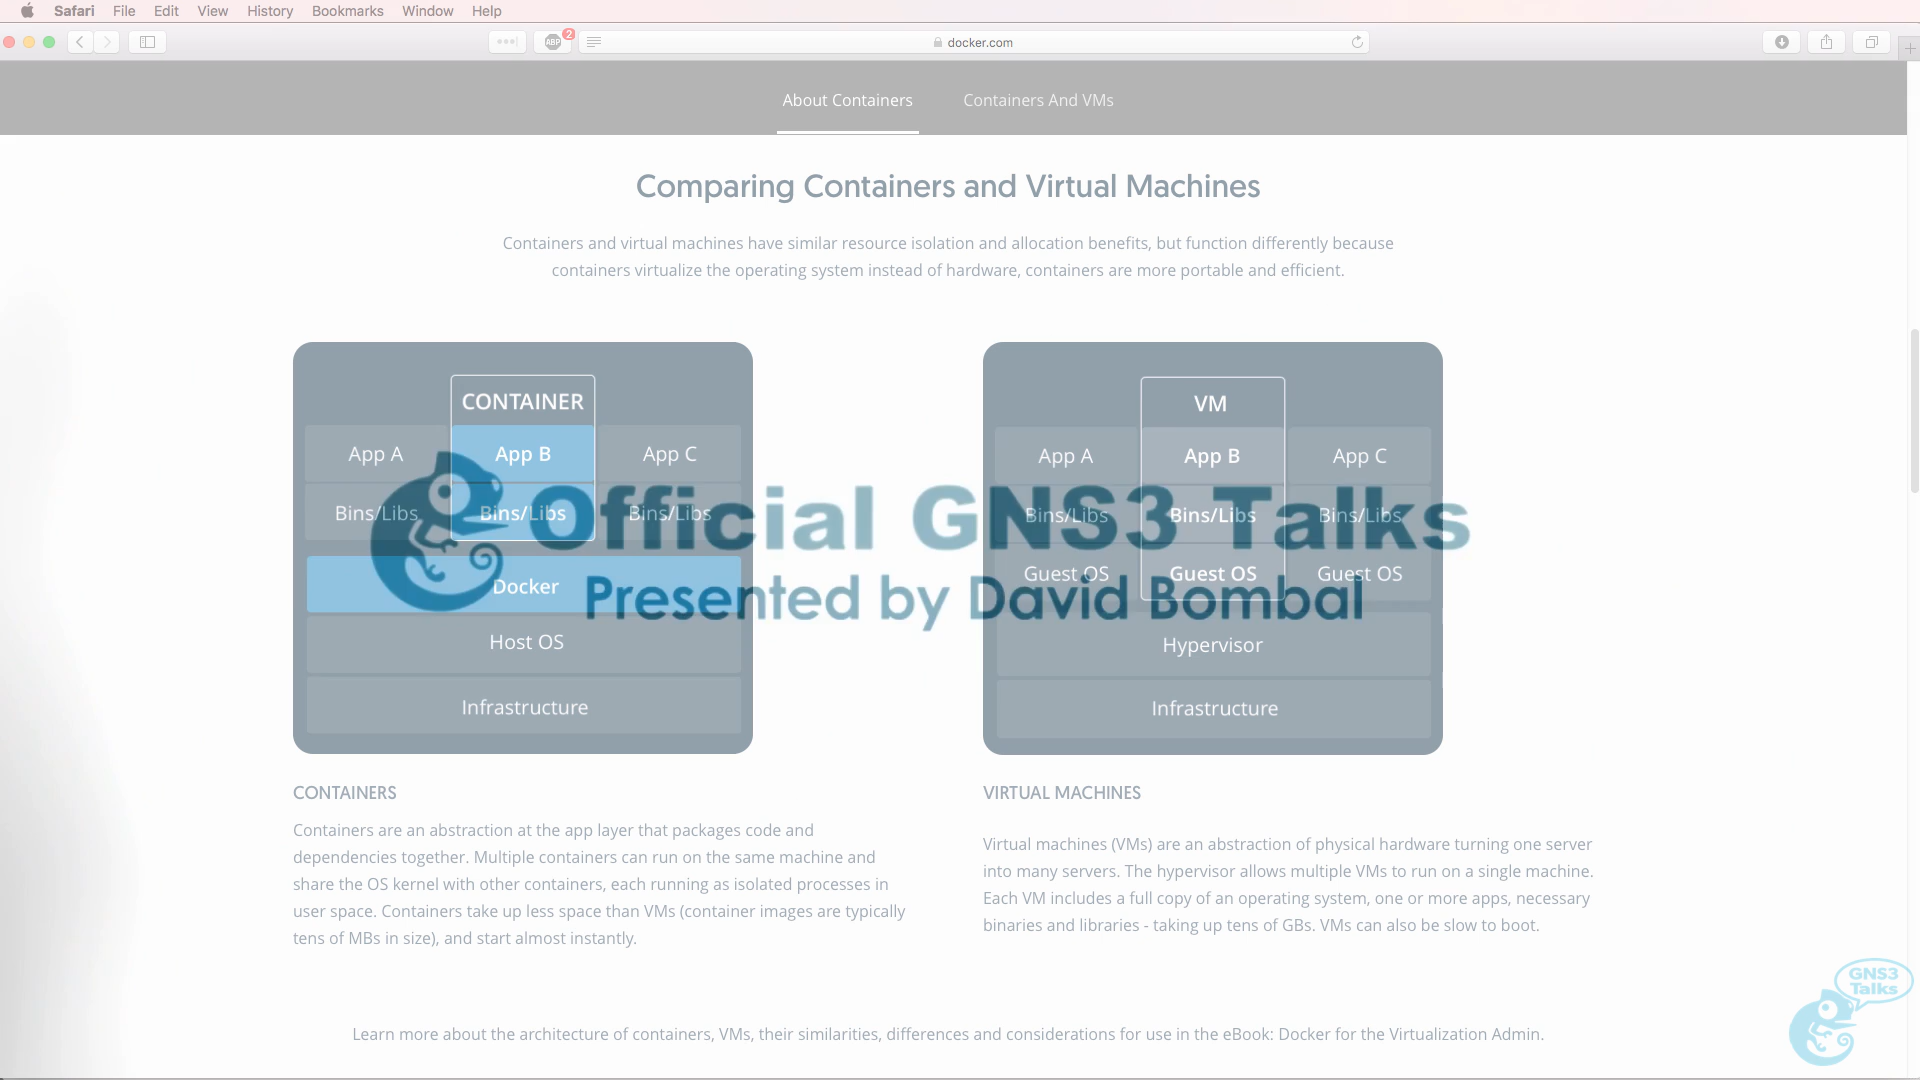 Safari File Edit View History Bookmarks Window Help
ABP 2 docker.com
About Containers Containers And VMs
Comparing Containers and Virtual Machines
Containers and virtual machines have similar resource isolation and allocation benefits, but function differently because
containers virtualize the operating system instead of hardware, containers are more portable and efficient.
CONTAINER
App A App B App C
Bins/Libs Bins/Libs Bins/Libs
Docker
Host OS
Infrastructure
VM
App A App B App C
Bins/Libs Bins/Libs Bins/Libs
Guest OS Guest OS Guest OS
Hypervisor
Infrastructure
Official GNS3 Talks
Presented by David Bombal
CONTAINERS
Containers are an abstraction at the app layer that packages code and
dependencies together. Multiple containers can run on the same machine and
share the OS kernel with other containers, each running as isolated processes in
user space. Containers take up less space than VMs (container images are typically
tens of MBs in size), and start almost instantly.
VIRTUAL MACHINES
Virtual machines (VMs) are an abstraction of physical hardware turning one server
into many servers. The hypervisor allows multiple VMs to run on a single machine.
Each VM includes a full copy of an operating system, one or more apps, necessary
binaries and libraries - taking up tens of GBs. VMs can also be slow to boot.
Learn more about the architecture of containers, VMs, their similarities, differences and considerations for use in the eBook: Docker for the Virtualization Admin.
GNS3
Talks